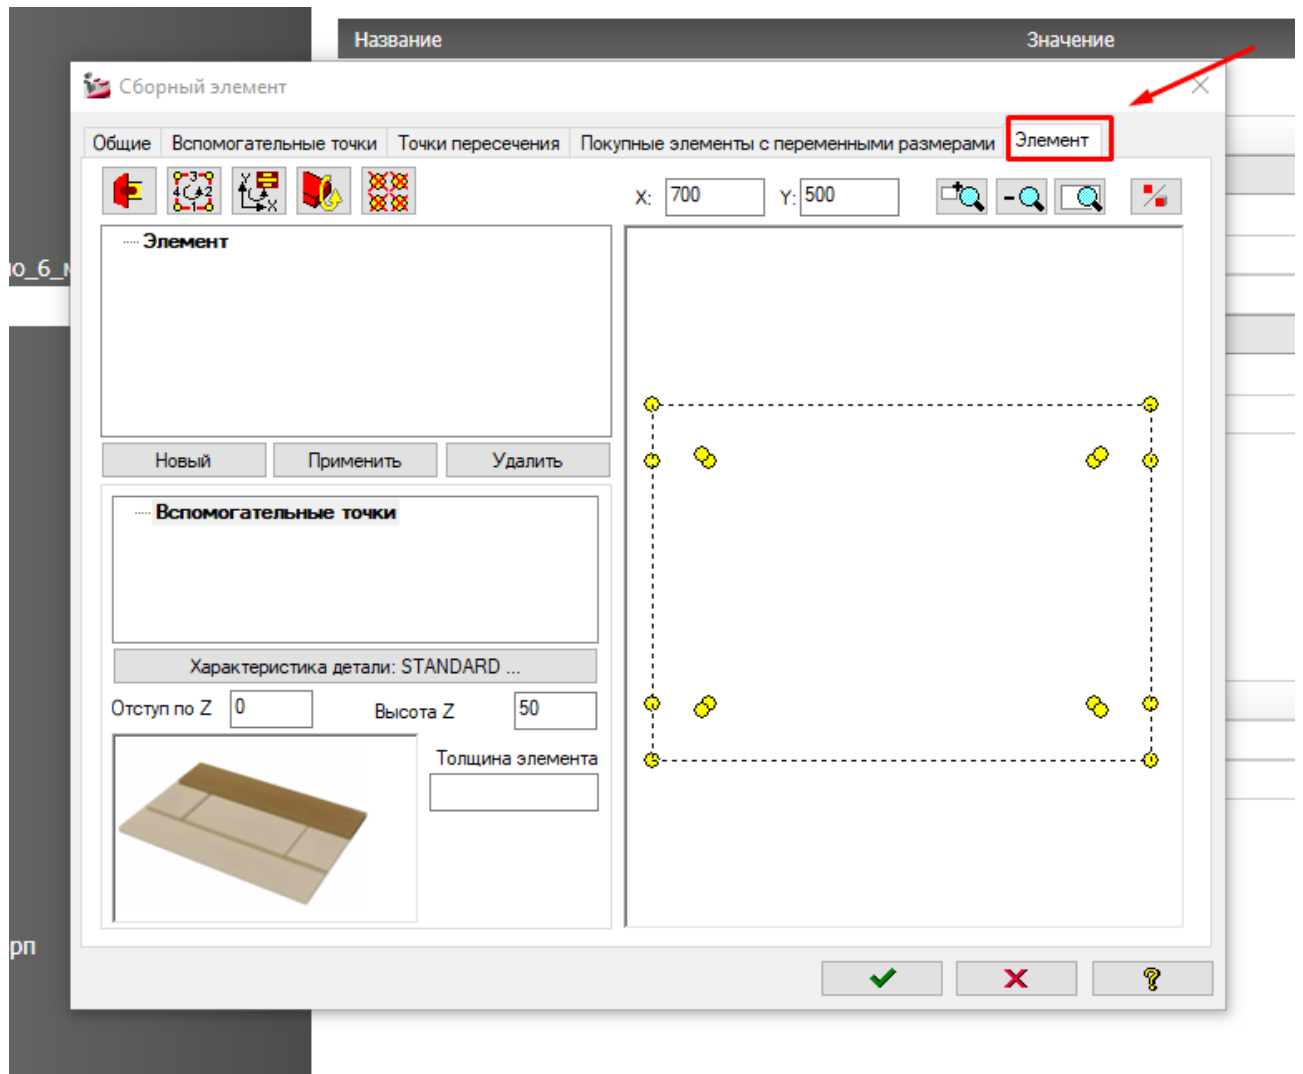 Название Значение
Сборный элемент
Общие Вспомогательные точки Точки пересечения Покупные элементы с переменными размерами Элемент
X: 700 Y: 500
Элемент
Новый Применить Удалить
Вспомогательные точки
Характеристика детали: STANDARD ...
Отступ по Z 0 Высота Z 50
Толщина элемента
рп